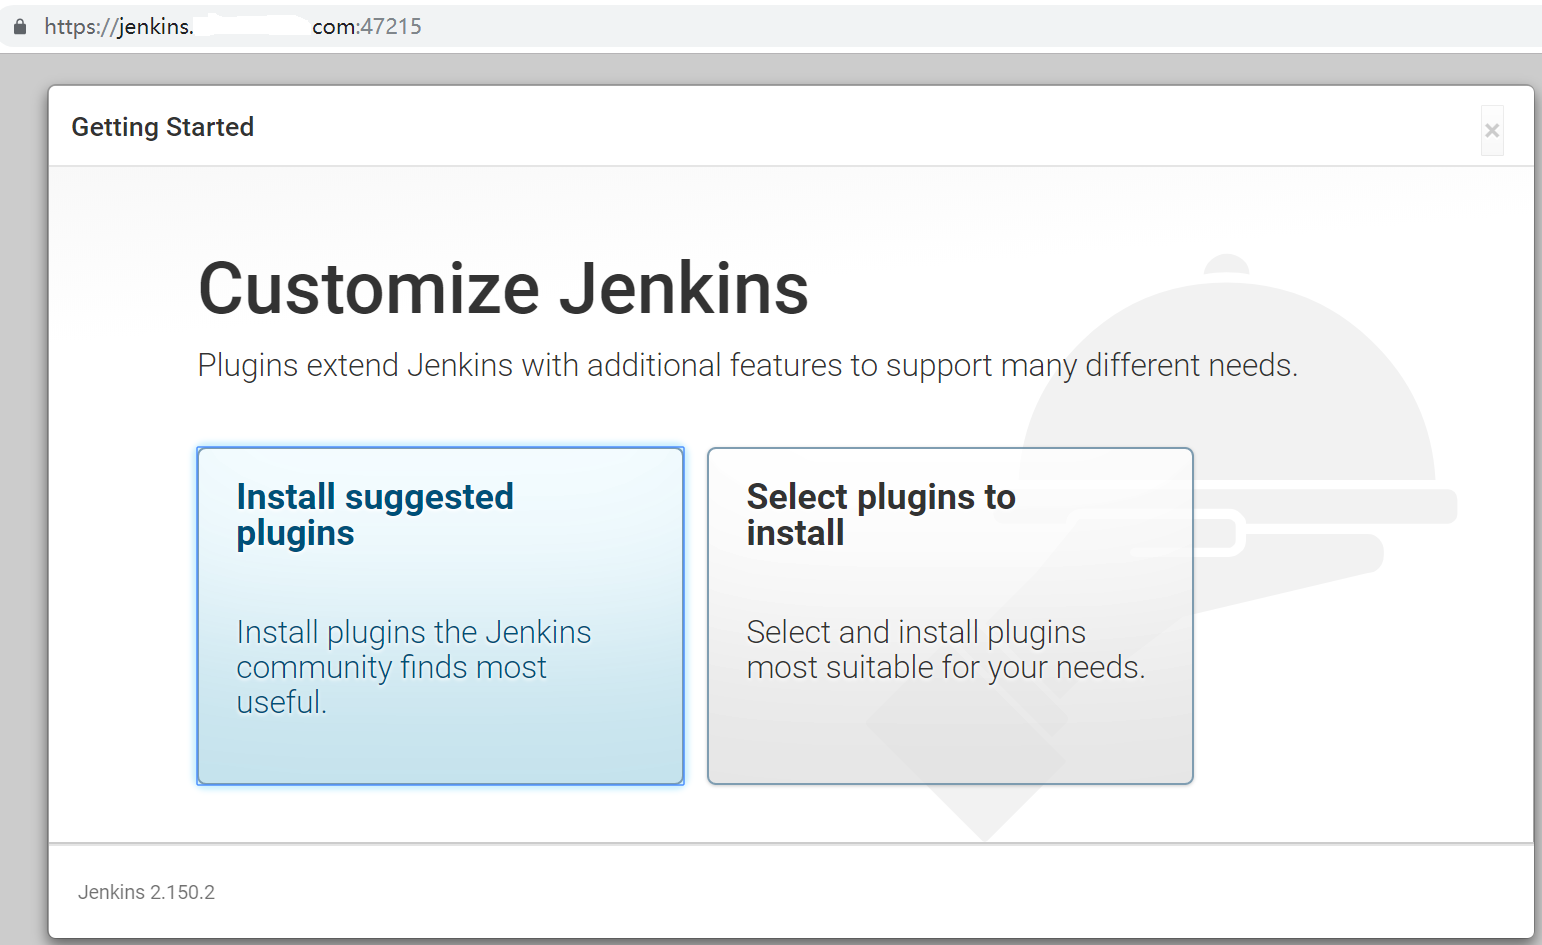 https://jenkins. com:47215
Getting Started
×
Customize Jenkins
Plugins extend Jenkins with additional features to support many different needs.
Install suggested
plugins
Install plugins the Jenkins
community finds most
useful.
Select plugins to
install
Select and install plugins
most suitable for your needs.
Jenkins 2.150.2